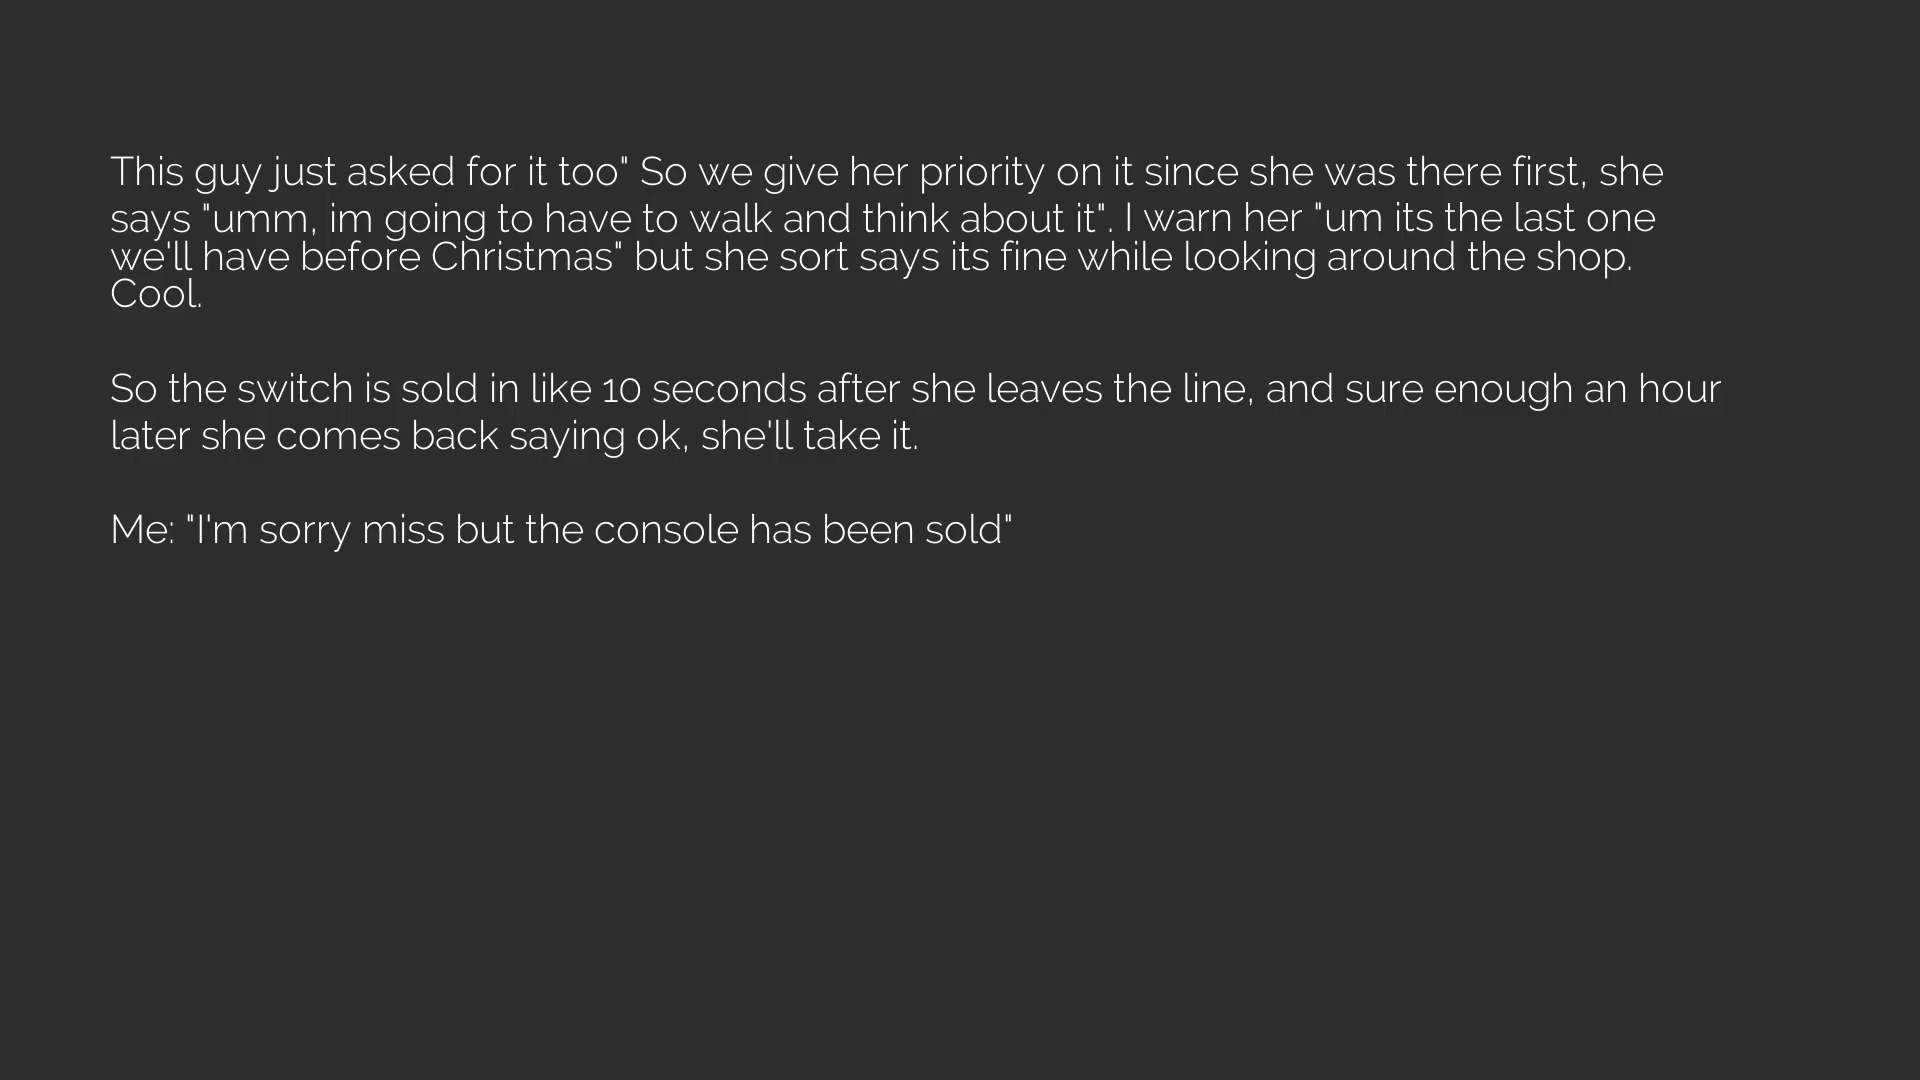 This guy just asked for it too" So we give her priority on it since she was there first, she
says "umm, im going to have to walk and think about it". I warn her "um its the last one
we'll have before Christmas" but she sort says its fine while looking around the shop.
Cool.
So the switch is sold in like 10 seconds after she leaves the line, and sure enough an hour
later she comes back saying ok, she'll take it.
Me: "I'm sorry miss but the console has been sold"